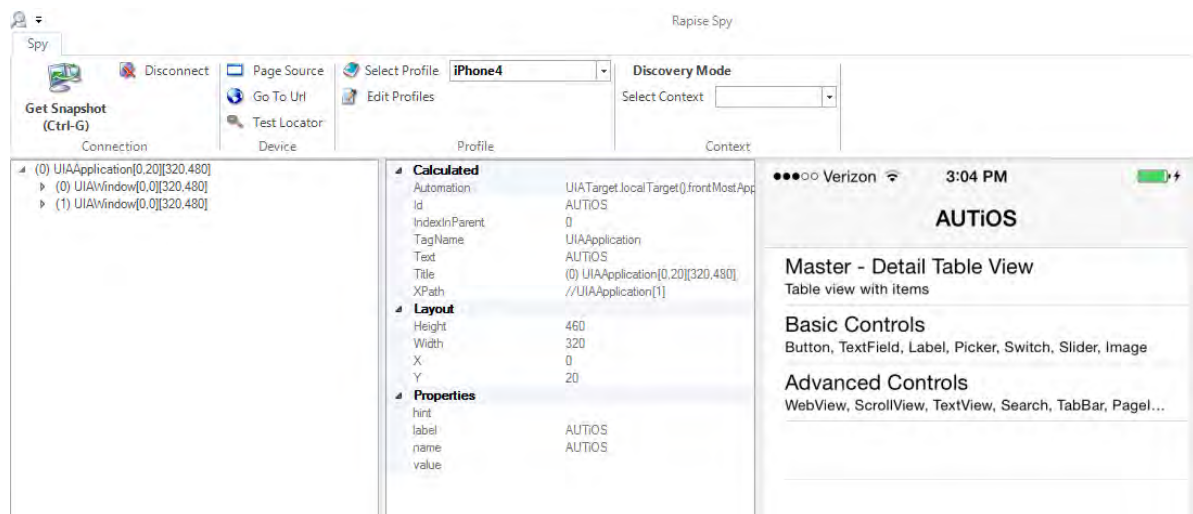 Rapise Spy
Spy
Get Snapshot
(Ctrl-G)
Disconnect
Connection
Page Source
Go To Url
Test Locator
Device
Select Profile iPhone4
Edit Profiles
Profile
Discovery Mode
Select Context
Context
(0) UIAApplication[0,20][320,480]
(0) UIAWindow[0,0][320,480]
(1) UIAWindow[0,0][320,480]
Calculated
Automation UIATarget.localTarget().frontMostApp
Id AUTiOS
IndexInParent 0
TagName UIAApplication
Text AUTiOS
Title (0) UIAApplication[0,20][320,480]
XPath //UIAApplication[1]
Layout
Height 460
Width 320
X 0
Y 20
Properties
hint
label AUTiOS
name AUTiOS
value
Verizon 3:04 PM
AUTiOS
Master - Detail Table View
Table view with items
Basic Controls
Button, TextField, Label, Picker, Switch, Slider, Image
Advanced Controls
WebView, ScrollView, TextView, Search, TabBar, PageI...